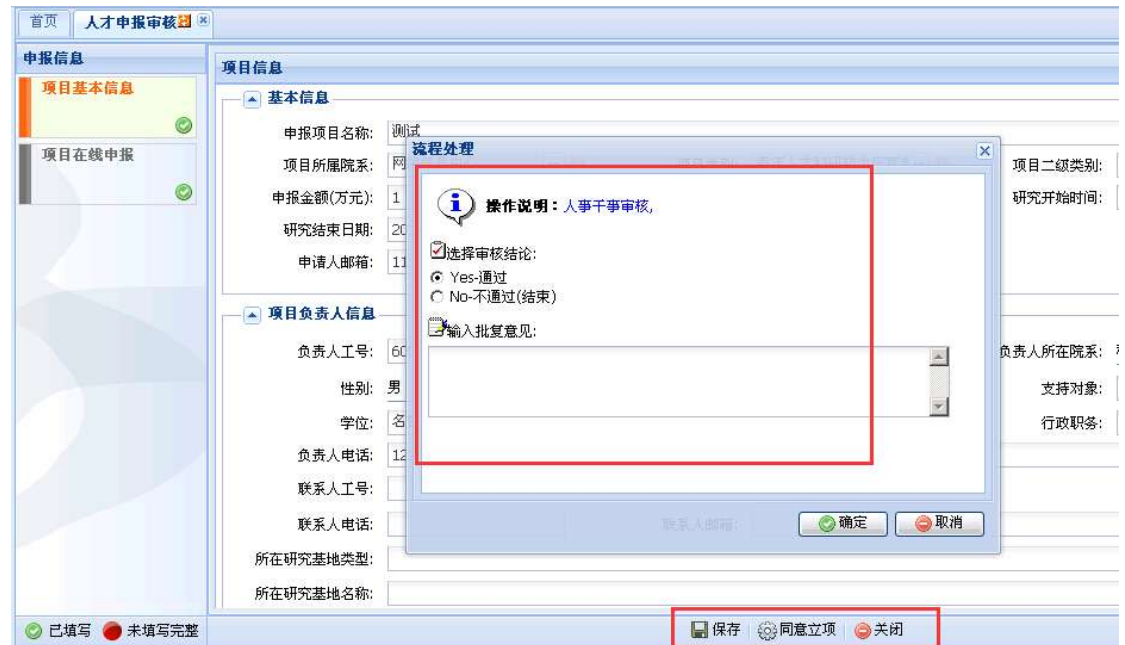 首页 人才申报审核
申报信息
项目基本信息
项目在线申报
项目信息
基本信息
申报项目名称: 测试
项目所属院系: 网
项目二级类别:
申报金额(万元): 1
研究开始时间:
研究结束日期: 20
申请人邮箱: 11
流程处理
操作说明：人事干事审核,
选择审核结论:
Yes-通过
No-不通过(结束)
输入批复意见:
确定 取消
项目负责人信息
负责人工号: 60
负责人所在院系:
性别: 男
支持对象:
学位: 名
行政职务:
负责人电话: 12
联系人工号:
联系人电话:
联系人邮箱:
所在研究基地类型:
所在研究基地名称:
已填写 未填写完整
保存 同意立项 关闭